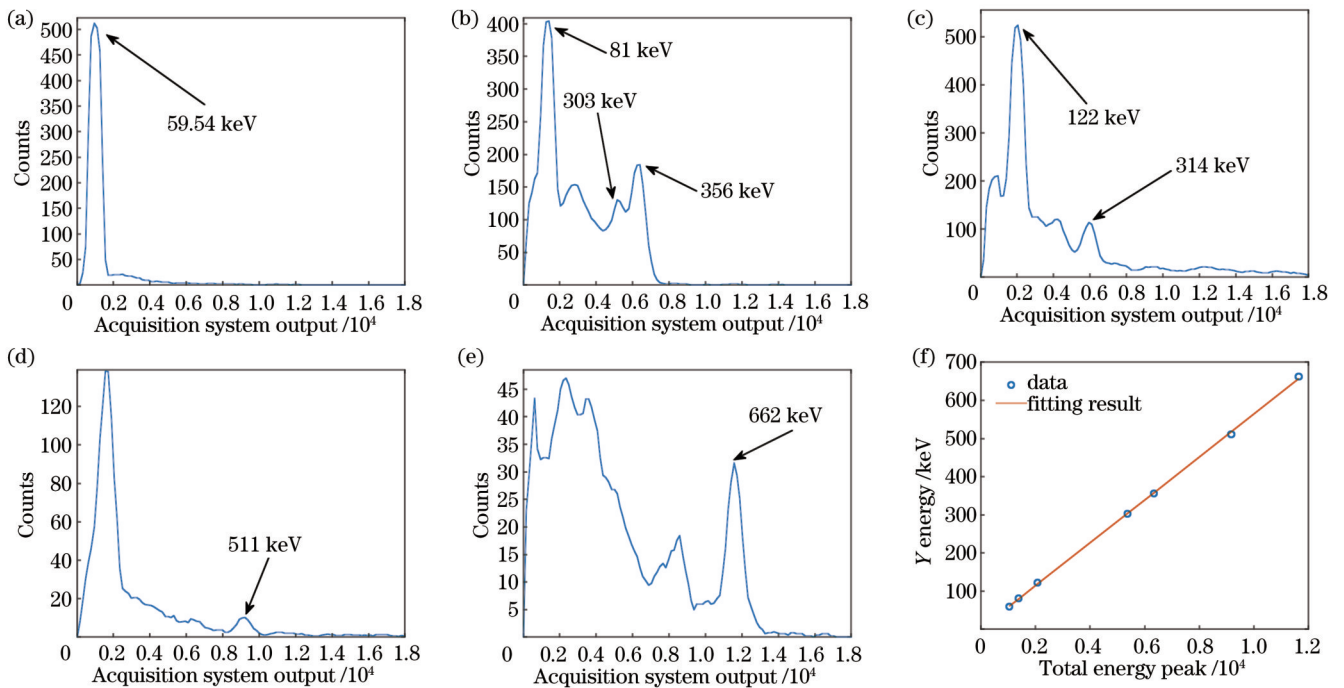 (a)
500
450
400
350
300
250
200
150
100
50
Counts
59.54 keV
0 0.2 0.4 0.6 0.8 1.0 1.2 1.4 1.6 1.8
Acquisition system output /10⁴
(b)
400
350
300
250
200
150
100
50
Counts
81 keV
303 keV
356 keV
0 0.2 0.4 0.6 0.8 1.0 1.2 1.4 1.6 1.8
Acquisition system output /10⁴
(c)
500
400
300
200
100
Counts
122 keV
314 keV
0 0.2 0.4 0.6 0.8 1.0 1.2 1.4 1.6 1.8
Acquisition system output /10⁴
(d)
120
100
80
60
40
20
Counts
511 keV
0 0.2 0.4 0.6 0.8 1.0 1.2 1.4 1.6 1.8
Acquisition system output /10⁴
(e)
45
40
35
30
25
20
15
10
5
0
Counts
662 keV
0 0.2 0.4 0.6 0.8 1.0 1.2 1.4 1.6 1.8
Acquisition system output /10⁴
(f)
700
600
500
400
300
200
100
Y energy /keV
data
fitting result
0 0.2 0.4 0.6 0.8 1.0 1.2
Total energy peak /10⁴